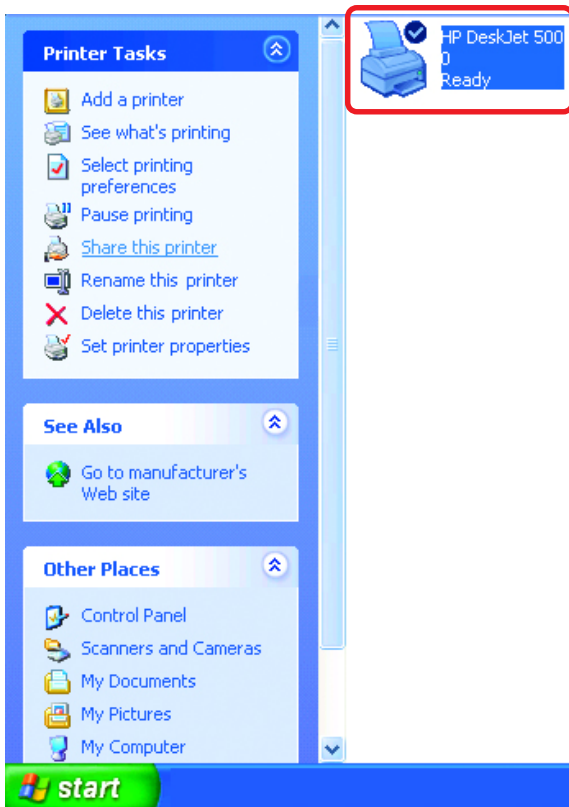 Printer Tasks
Add a printer
See what's printing
Select printing
preferences
Pause printing
Share this printer
Rename this printer
Delete this printer
Set printer properties
See Also
Go to manufacturer's
Web site
Other Places
Control Panel
Scanners and Cameras
My Documents
My Pictures
My Computer
HP DeskJet 500
0
Ready
start